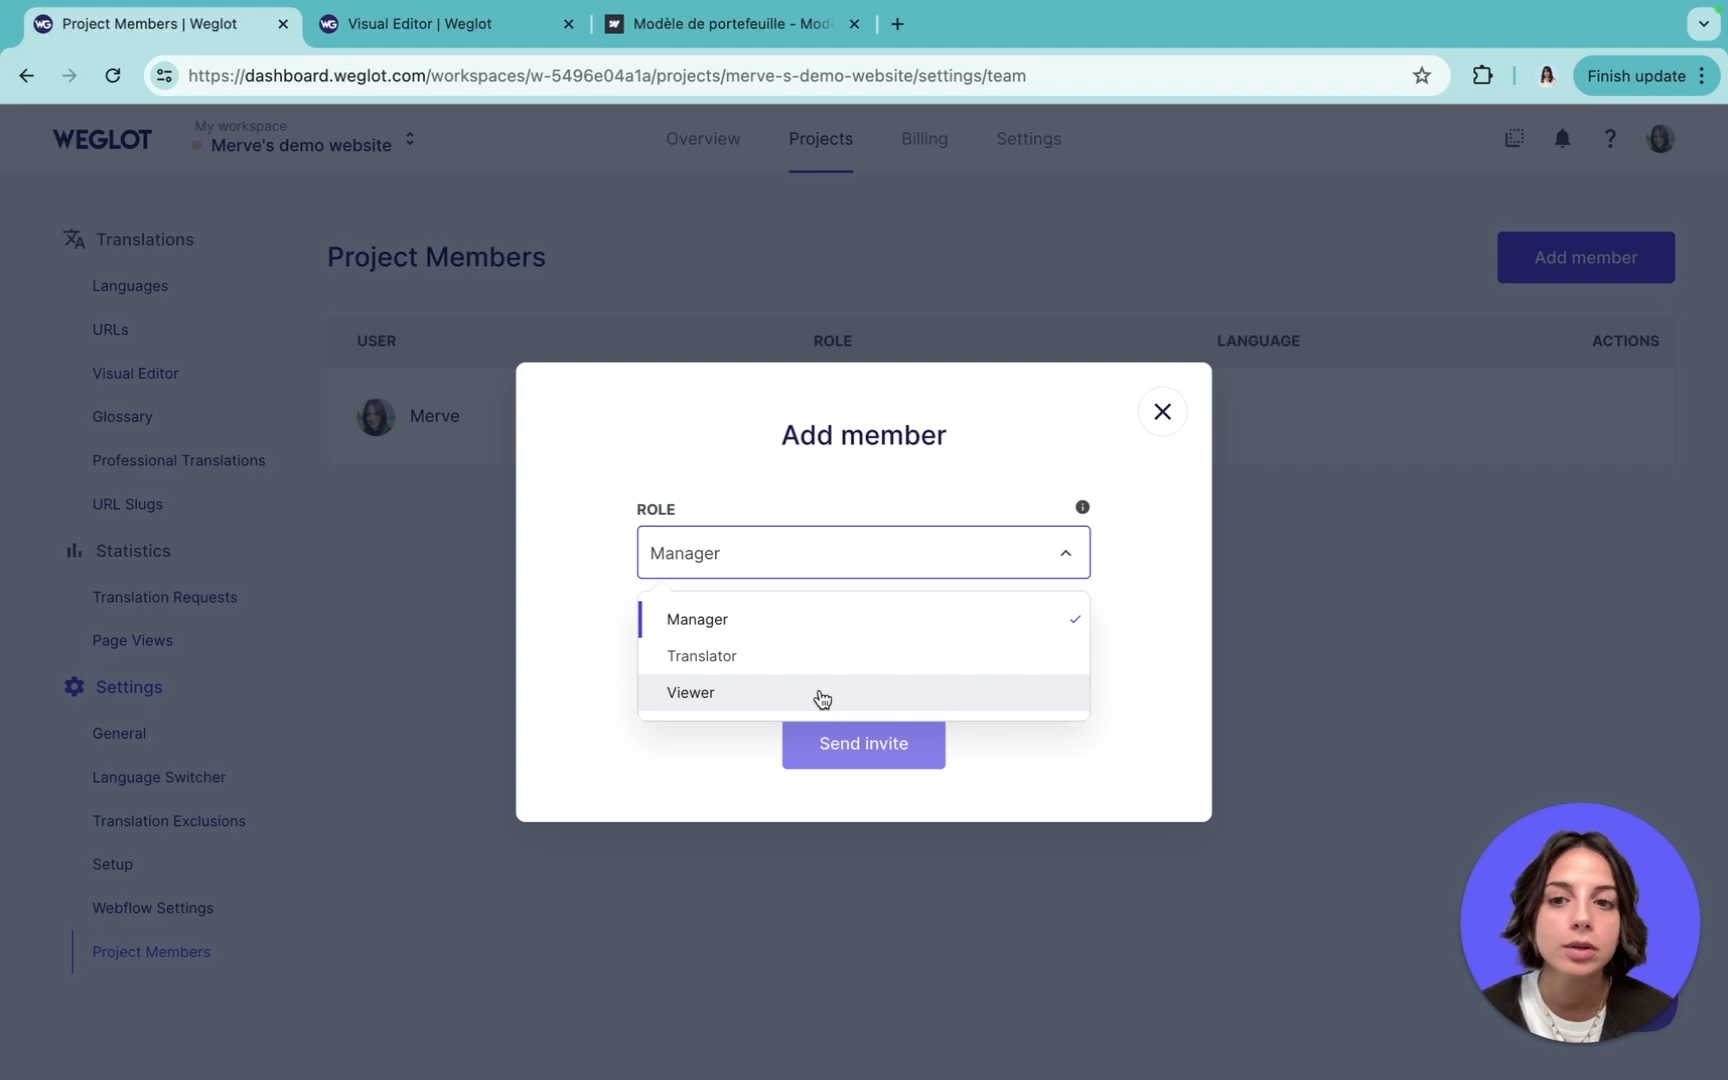 Project Members | Weglot
Visual Editor | Weglot
Modèle de portefeuille - Mod
https://dashboard.weglot.com/workspaces/w-5496e04a1a/projects/merve-s-demo-website/settings/team
Finish update
WEGLOT
My workspace
Merve's demo website
Overview
Projects
Billing
Settings
Translations
Languages
URLs
Visual Editor
Glossary
Professional Translations
URL Slugs
Statistics
Translation Requests
Page Views
Settings
General
Language Switcher
Translation Exclusions
Setup
Webflow Settings
Project Members
Project Members
Add member
USER ROLE LANGUAGE ACTIONS
Merve
Add member
ROLE
Manager
Manager
Translator
Viewer
Send invite